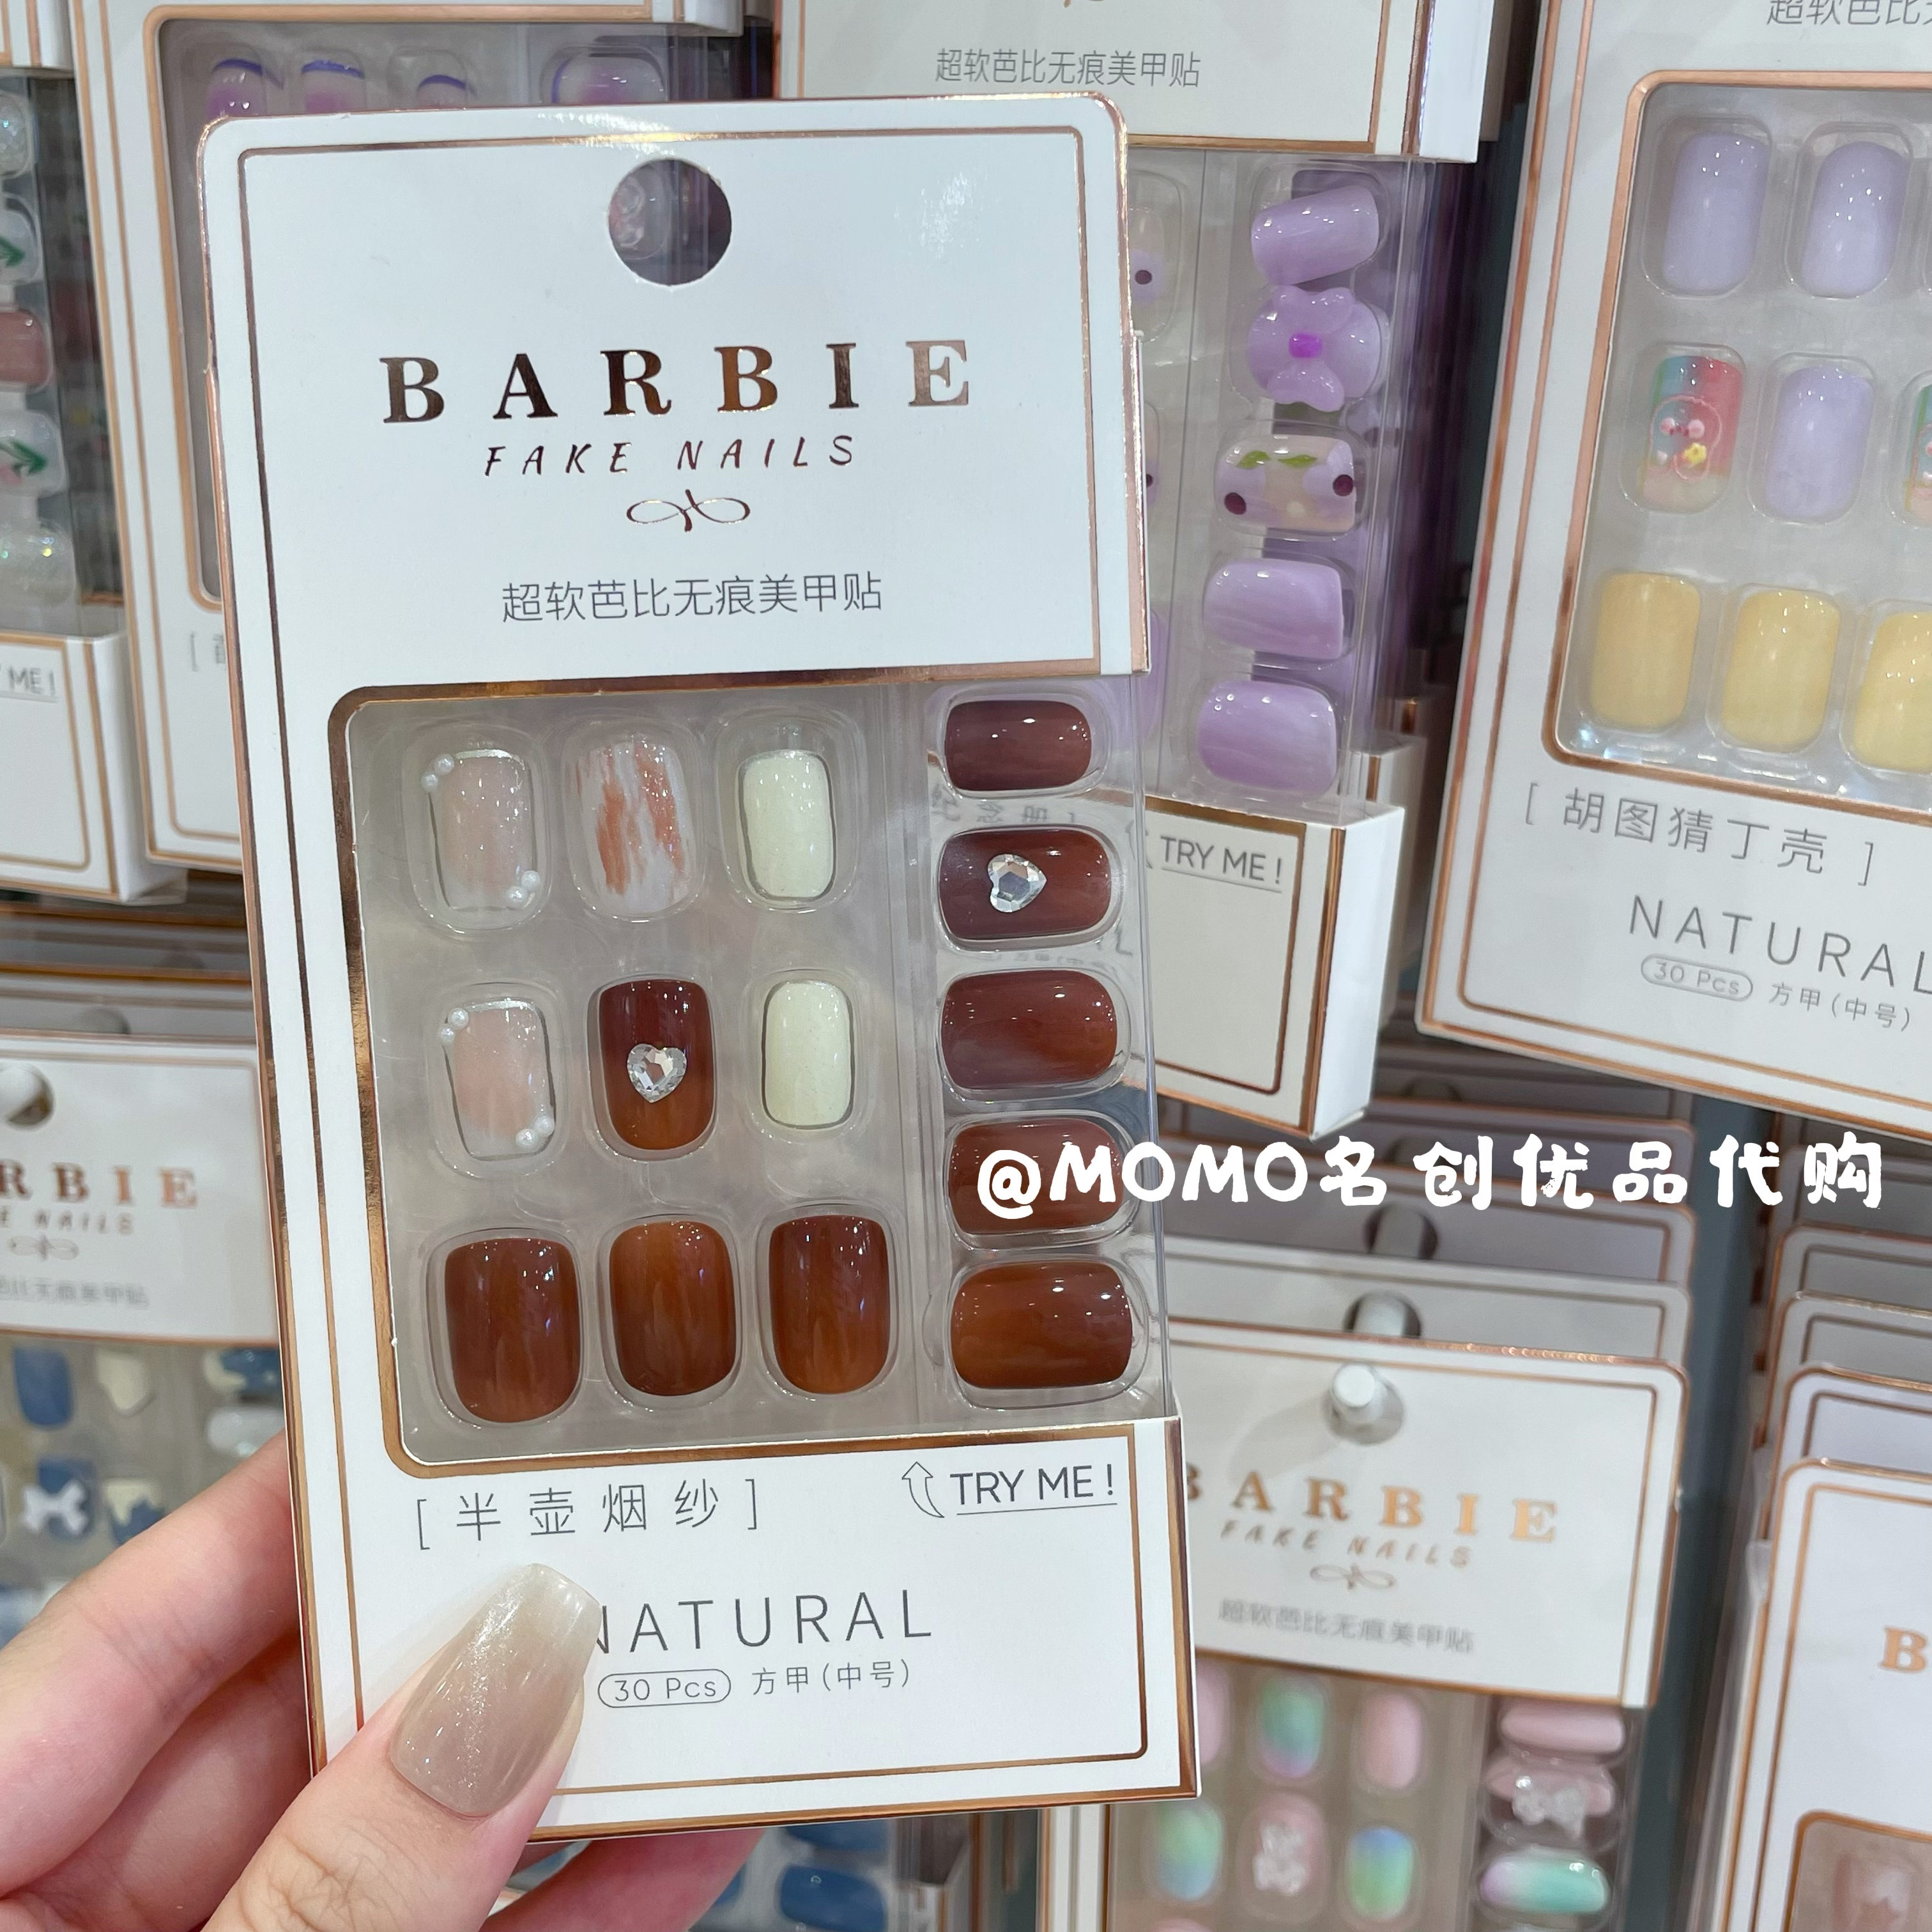 超软芭比无痕美甲贴
BARBIE
FAKE NAILS
超软芭比无痕美甲贴
[半壶烟纱]
TRY ME!
NATURAL
30 Pcs 方甲(中号)
@MOMO名创优品代购
TRY ME!
[胡图猜丁壳]
NATURAL
30 Pcs 方甲(中号)
ME!
RBIE
NAILS
BARBIE
FAKE NAILS
超软芭比无痕美甲贴
B